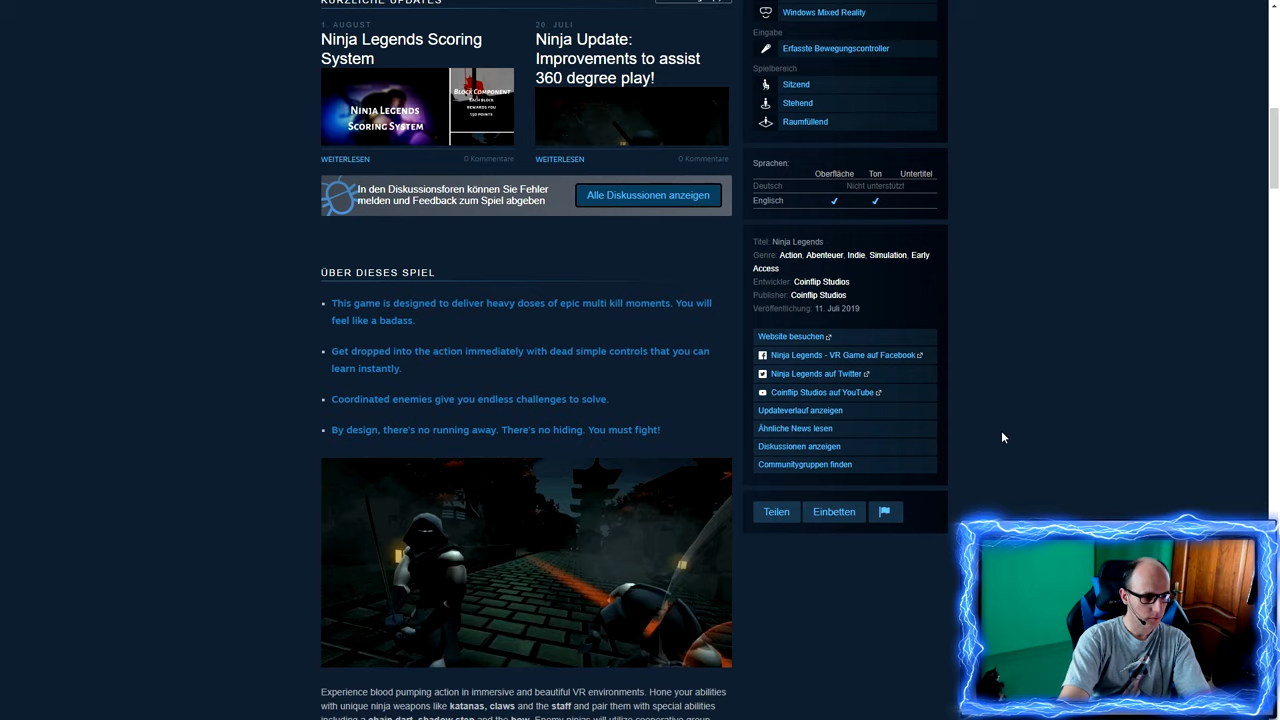 1. AUGUST
Ninja Legends Scoring
System
NINJA LEGENDS
SCORING SYSTEM
BLOCK COMPONENT
EACH BLOCK
REWARDS YOU
150 POINTS
WEITERLESEN
0 Kommentare
20. JULI
Ninja Update:
Improvements to assist
360 degree play!
WEITERLESEN
0 Kommentare
In den Diskussionsforen können Sie Fehler
melden und Feedback zum Spiel abgeben
Alle Diskussionen anzeigen
ÜBER DIESES SPIEL
This game is designed to deliver heavy doses of epic multi kill moments. You will
feel like a badass.
Get dropped into the action immediately with dead simple controls that you can
learn instantly.
Coordinated enemies give you endless challenges to solve.
By design, there's no running away. There's no hiding. You must fight!
Experience blood pumping action in immersive and beautiful VR environments. Hone your abilities
with unique ninja weapons like katanas, claws and the staff and pair them with special abilities
Windows Mixed Reality
Eingabe
Erfasste Bewegungscontroller
Spielbereich
Sitzend
Stehend
Raumfüllend
Sprachen:
Oberfläche Ton Untertitel
Deutsch Nicht unterstützt
Englisch ✔ ✔
Titel: Ninja Legends
Genre: Action, Abenteuer, Indie, Simulation, Early
Access
Entwickler: Coinflip Studios
Publisher: Coinflip Studios
Veröffentlichung: 11. Juli 2019
Website besuchen
Ninja Legends - VR Game auf Facebook
Ninja Legends auf Twitter
Coinflip Studios auf YouTube
Updateverlauf anzeigen
Ähnliche News lesen
Diskussionen anzeigen
Communitygruppen finden
Teilen
Einbetten